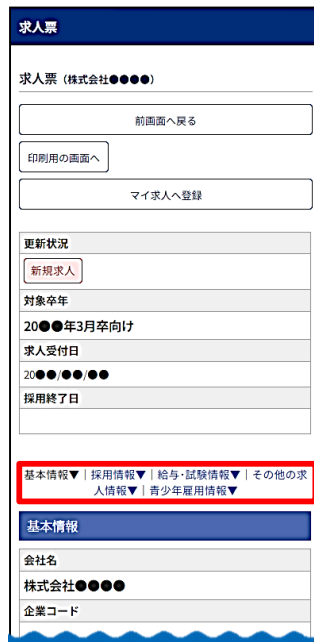 求人票
求人票（株式会社●●●●）
前画面へ戻る
印刷用の画面へ
マイ求人へ登録
更新状況
新規求人
対象卒年
20●●年3月卒向け
求人受付日
20●●/●●/●●
採用終了日
基本情報▼｜採用情報▼｜給与・試験情報▼｜その他の求
人情報▼｜青少年雇用情報▼
基本情報
会社名
株式会社●●●●
企業コード